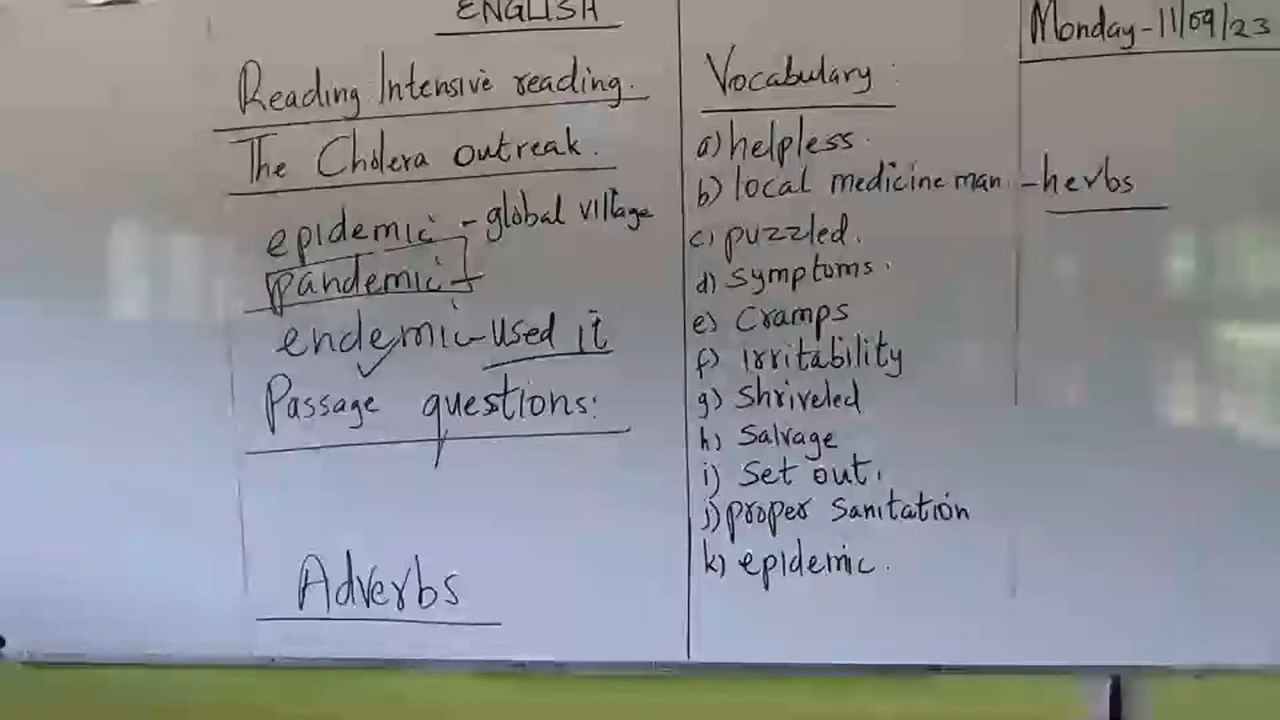 ENGLISH
Reading Intensive reading.
The Cholera outreak.
epidemic - global village
pandemic
endemic - used it
Passage questions:
Adverbs
Vocabulary :
a) helpless.
b) local medicine man - herbs
c) puzzled.
d) symptoms.
e) cramps
f) irritability
g) Shriveled
h) Salvage
i) Set out.
j) proper Sanitation
k) epidemic.
Monday - 11/09/23